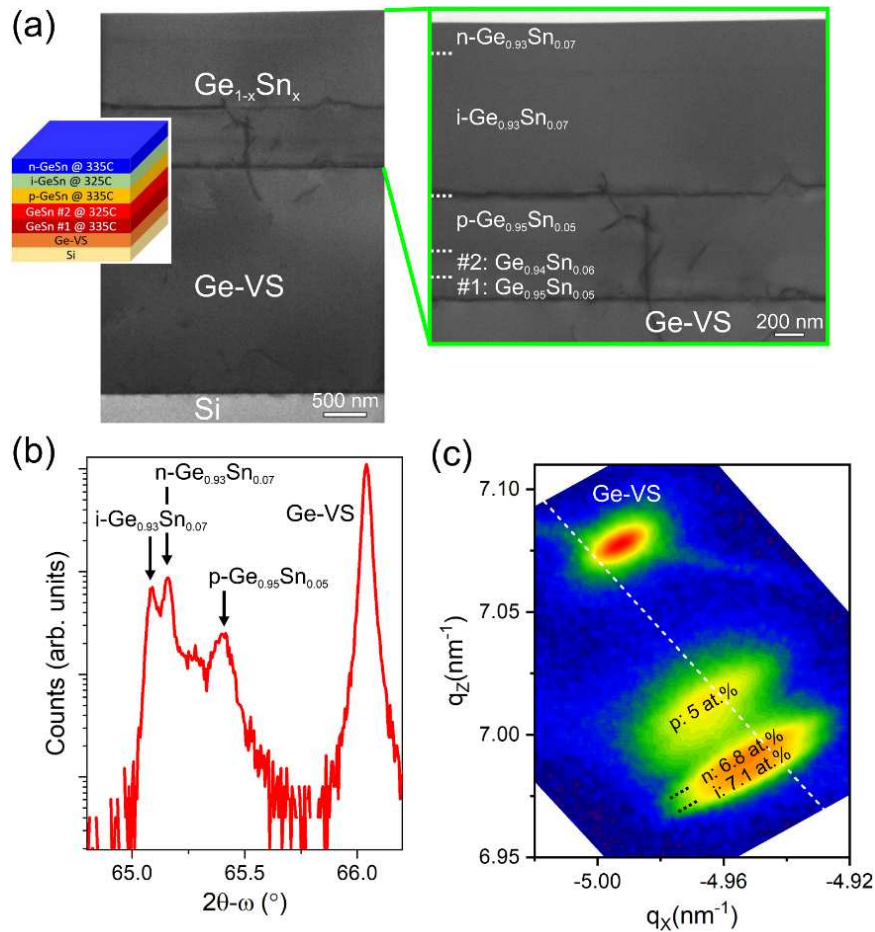 (a)
Ge₁₋ₓSnₓ
n-GeSn @ 335C
i-GeSn @ 325C
p-GeSn @ 335C
GeSn #2 @ 325C
GeSn #1 @ 335C
Ge-VS
Si
Ge-VS
Si
500 nm
n-Ge₀.₉₃Sn₀.₀₇
i-Ge₀.₉₃Sn₀.₀₇
p-Ge₀.₉₅Sn₀.₀₅
#2: Ge₀.₉₄Sn₀.₀₆
#1: Ge₀.₉₅Sn₀.₀₅
Ge-VS
200 nm
(b)
n-Ge₀.₉₃Sn₀.₀₇
i-Ge₀.₉₃Sn₀.₀₇
p-Ge₀.₉₅Sn₀.₀₅
Ge-VS
Counts (arb. units)
65.0
65.5
66.0
2θ-ω (°)
(c)
Ge-VS
p: 5 at.%
n: 6.8 at.%
i: 7.1 at.%
7.10
7.05
7.00
6.95
q_Z(nm⁻¹)
-5.00
-4.96
-4.92
q_X(nm⁻¹)